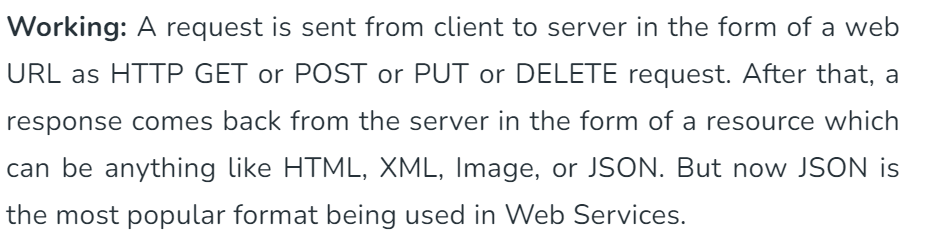 Working: A request is sent from client to server in the form of a web
URL as HTTP GET or POST or PUT or DELETE request. After that, a
response comes back from the server in the form of a resource which
can be anything like HTML, XML, Image, or JSON. But now JSON is
the most popular format being used in Web Services.